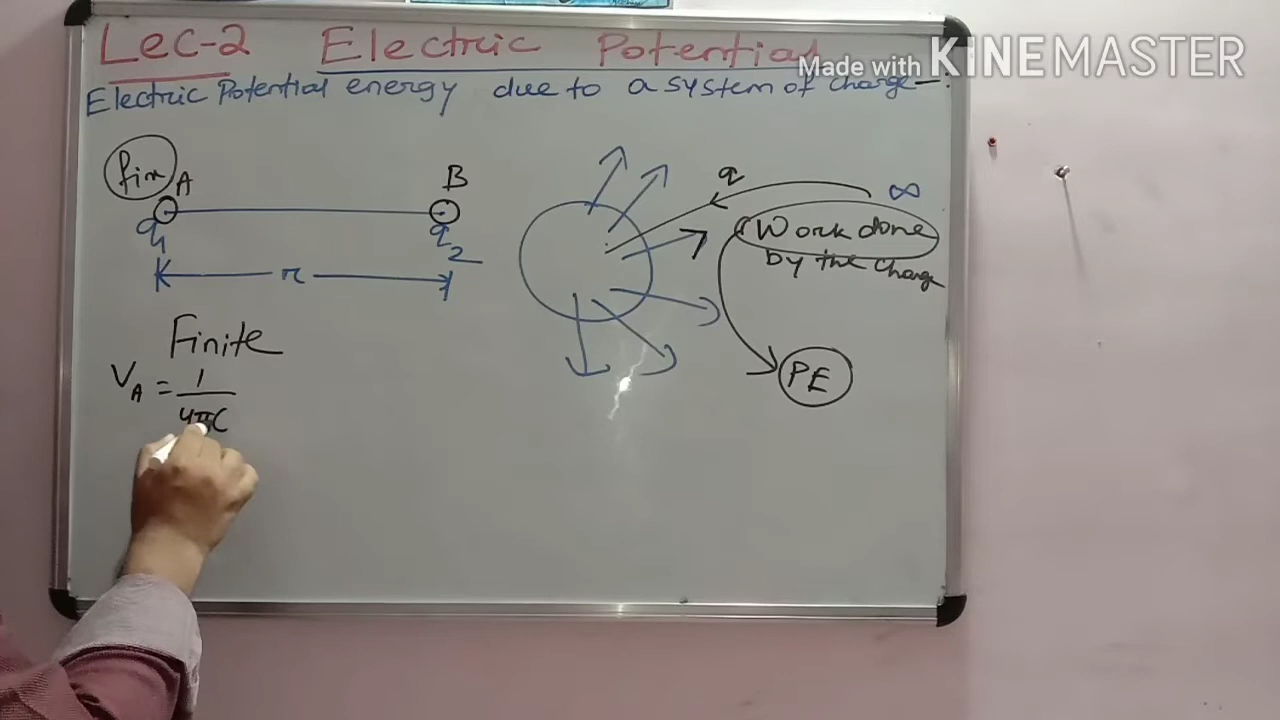 Lec-2 Electric Potential
Made with KINEMASTER
Electric Potential energy due to a system of charge :
fix A
B
q1
q2
r
q
∞
Work done
by the charge
PE
Finite
V_A = 1
4πϵ